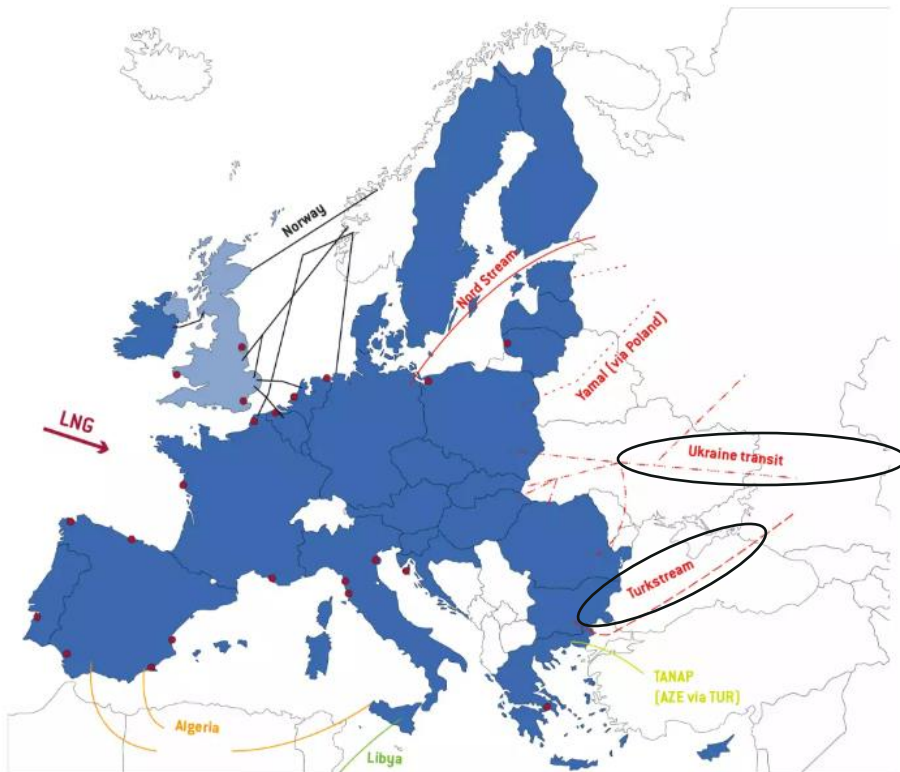 Norway
Nord Stream
Yamal (via Poland)
LNG
Ukraine transit
Turkstream
TANAP
(AZE via TUR)
Algeria
Libya